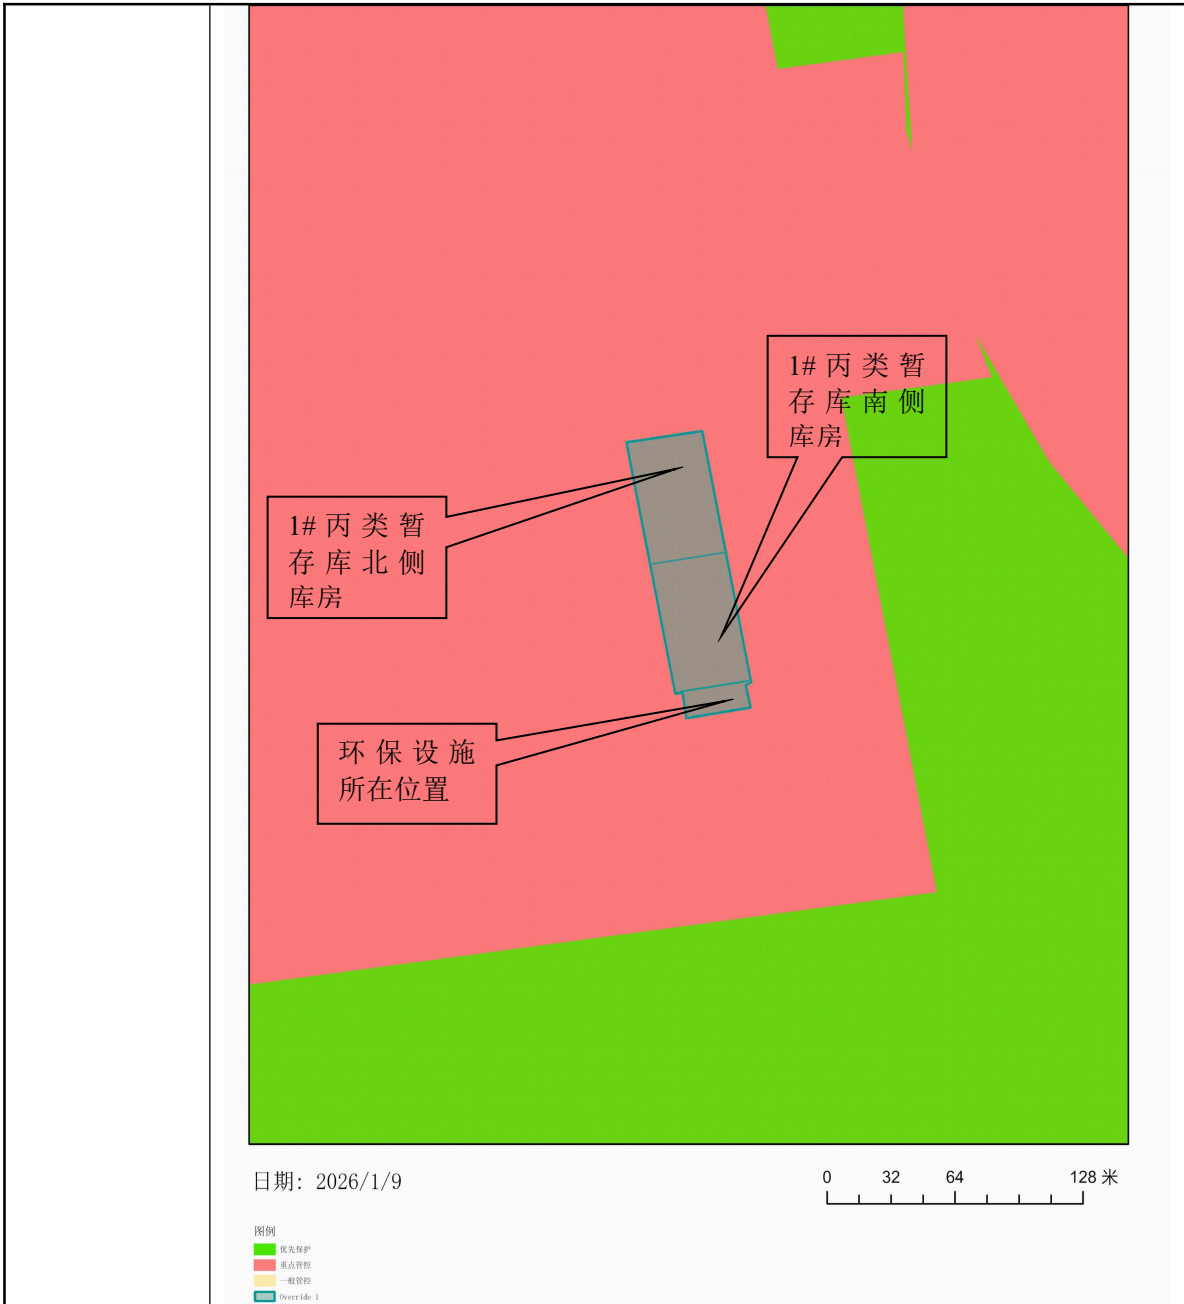 1# 丙 类 暂
存 库 南 侧
库房
1# 丙 类 暂
存 库 北 侧
库房
环 保 设 施
所在位置
日期: 2026/1/9
0 32 64 128 米
图例
优先保护
重点管控
一般管控
Override 1